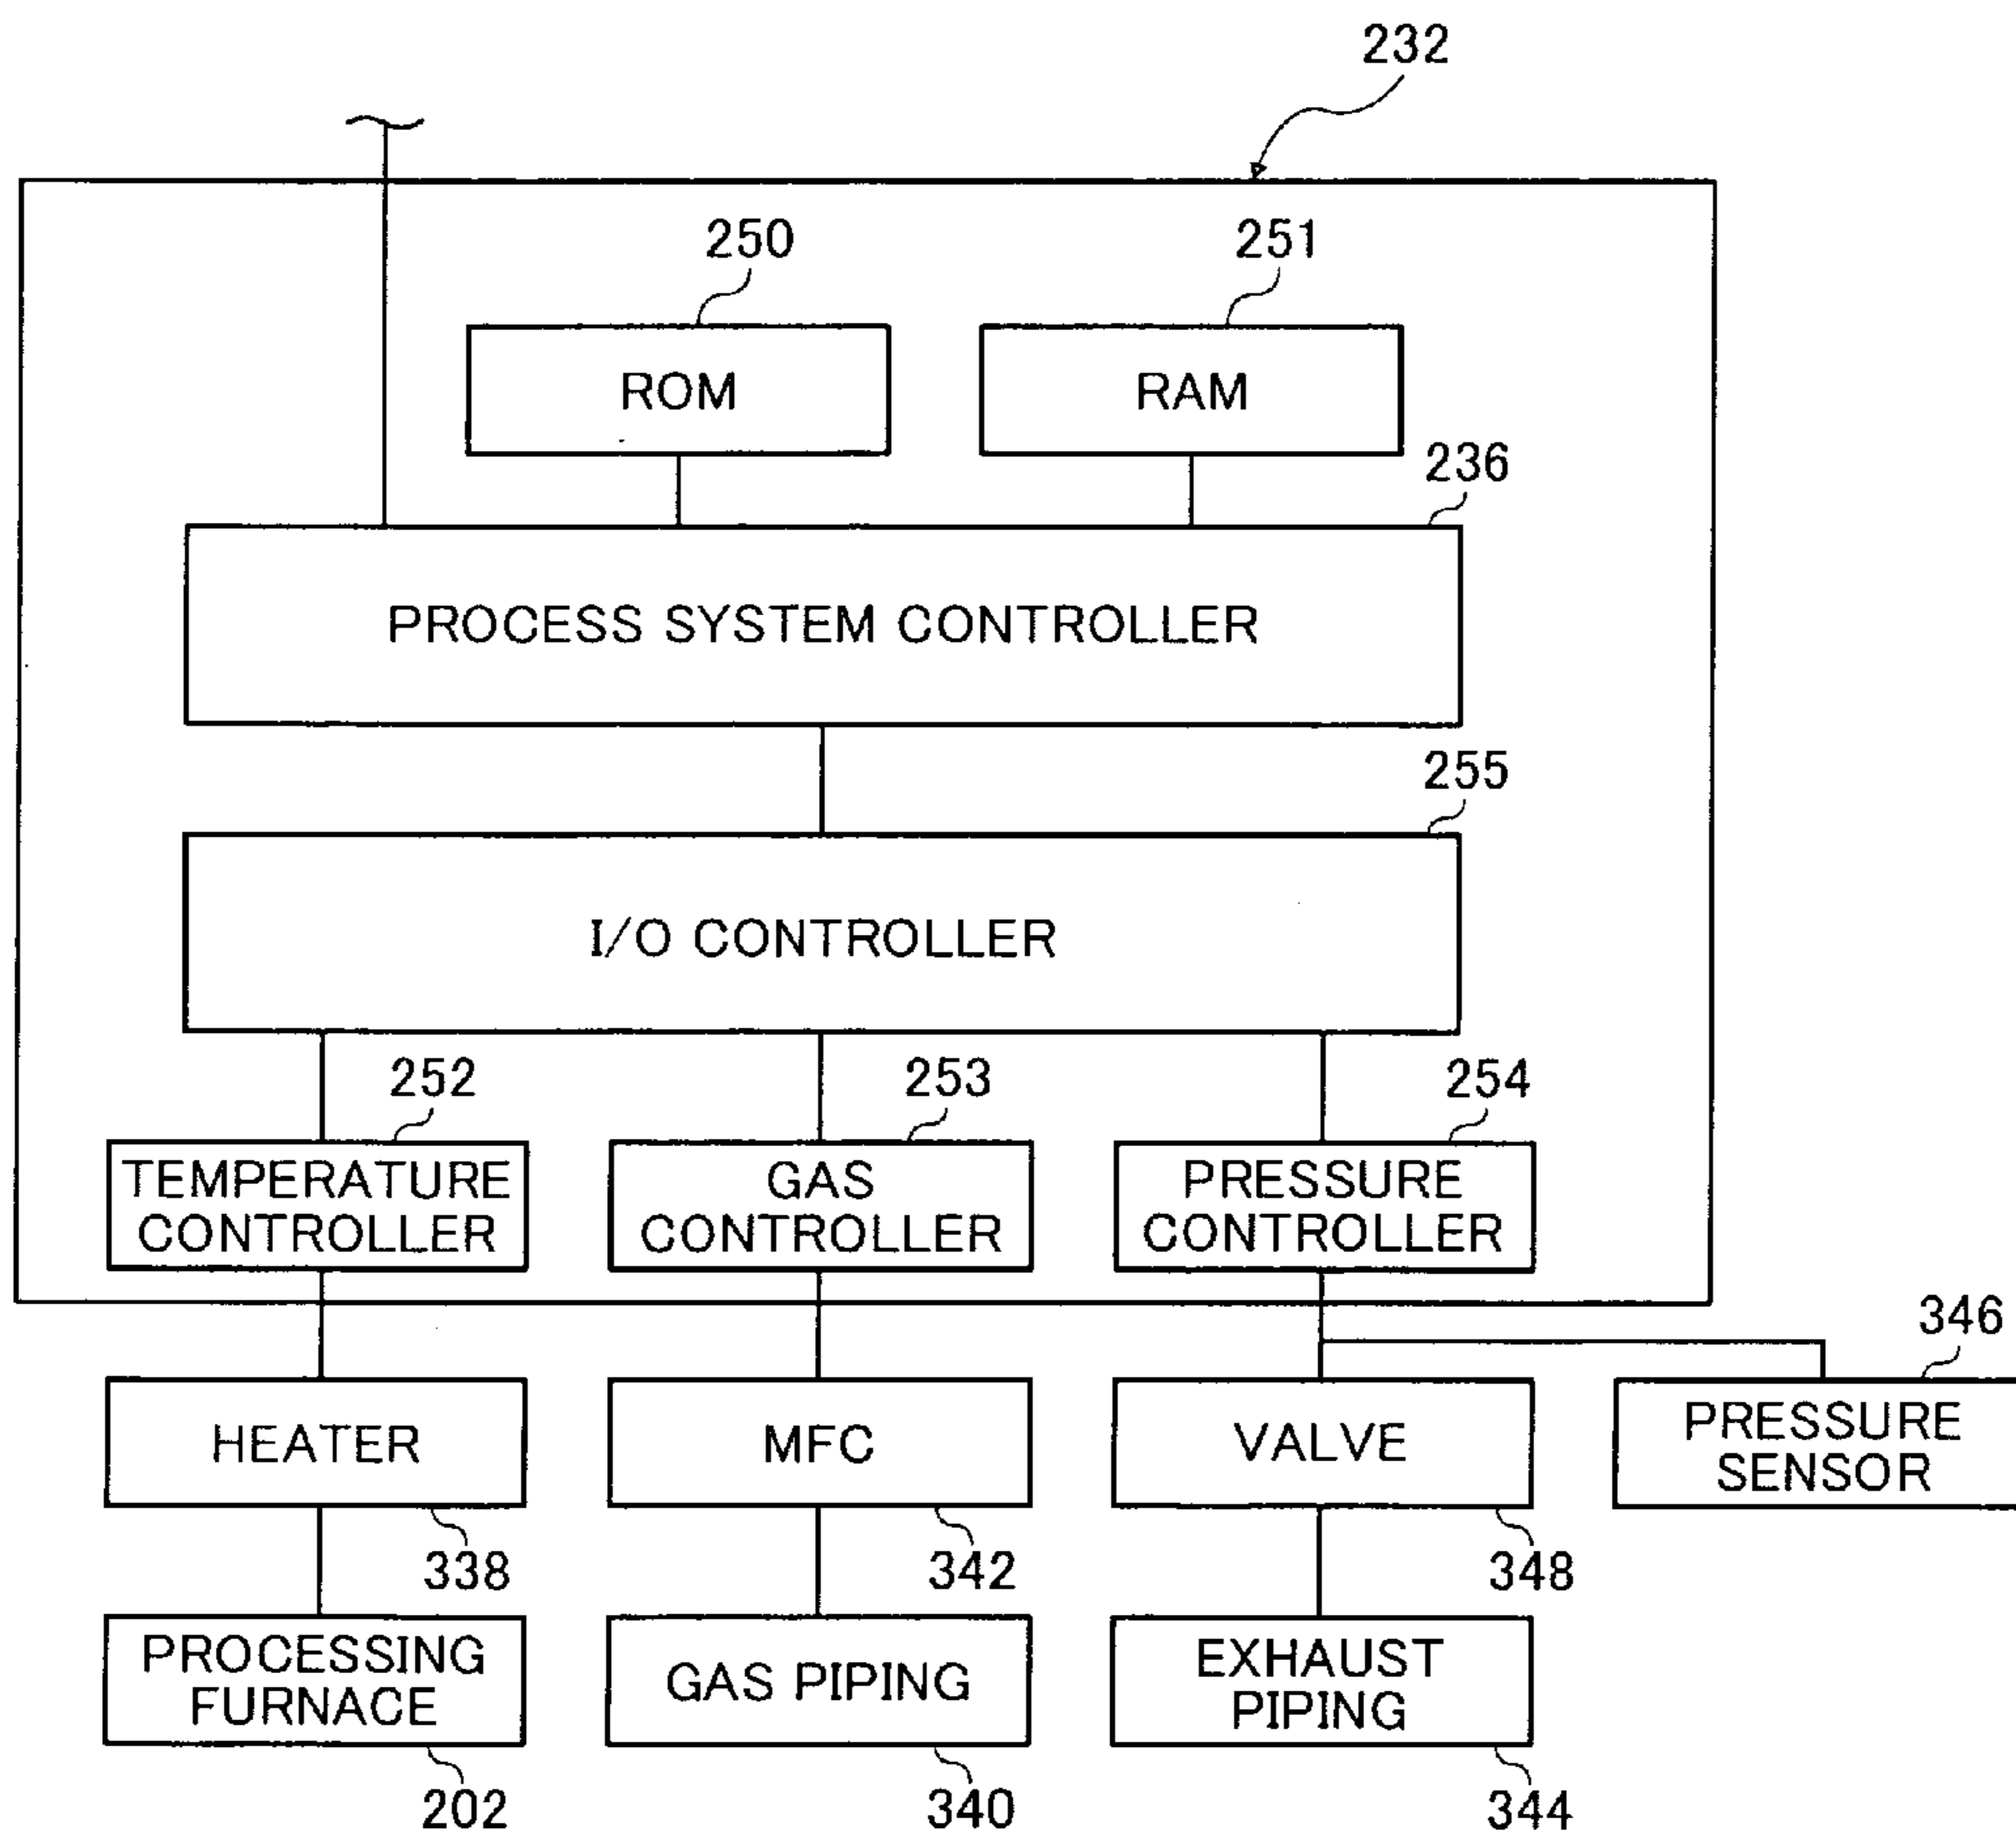 232
250
251
ROM
RAM
236
PROCESS SYSTEM CONTROLLER
255
I/O CONTROLLER
252
253
254
TEMPERATURE
CONTROLLER
GAS
CONTROLLER
PRESSURE
CONTROLLER
346
HEATER
MFC
VALVE
PRESSURE
SENSOR
338
342
348
PROCESSING
FURNACE
GAS PIPING
EXHAUST
PIPING
202
340
344